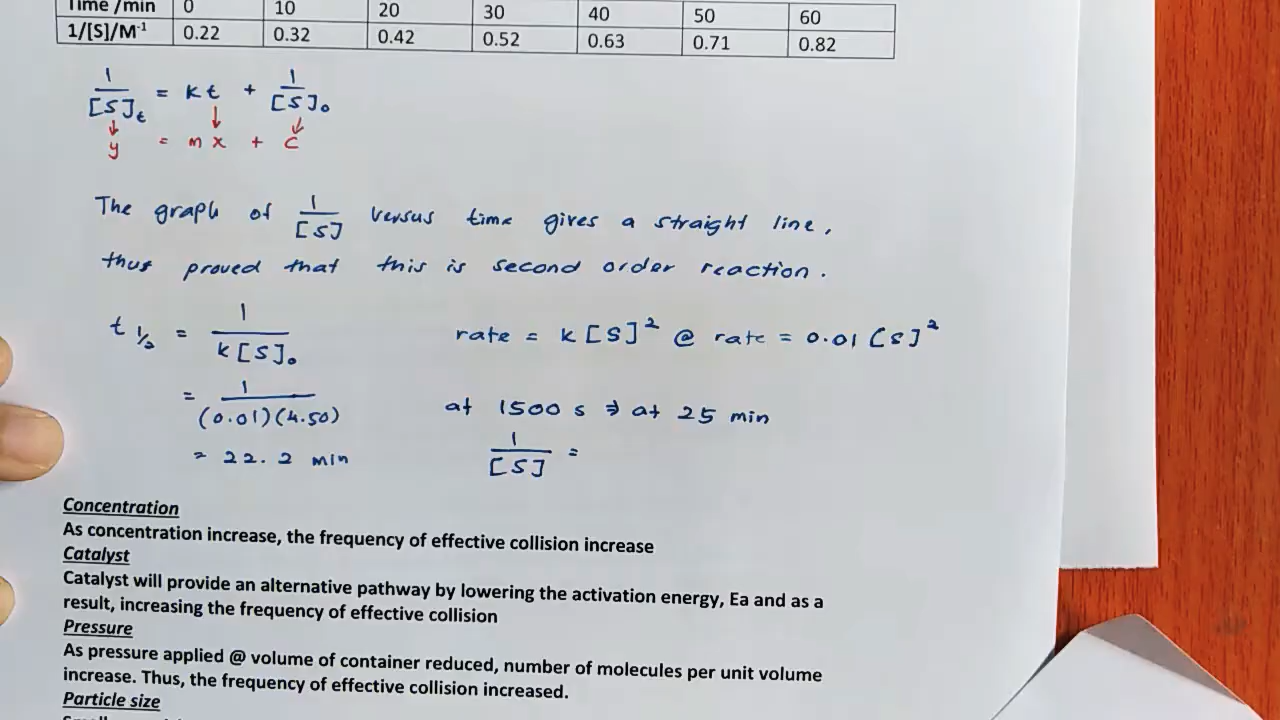 Time /min 0 10 20 30 40 50 60
1/[S]/M⁻¹ 0.22 0.32 0.42 0.52 0.63 0.71 0.82
1/[S]t = kt + 1/[S]₀
↓ ↓ ↓
y = mx + c
The graph of 1/[S] versus time gives a straight line,
thus proved that this is second order reaction.
t 1/2 = 1/k[S]₀
rate = k[S]² @ rate = 0.01[S]²
= 1/(0.01)(4.50)
at 1500 s ⇒ at 25 min
= 22.2 min
1/[S] =
Concentration
As concentration increase, the frequency of effective collision increase
Catalyst
Catalyst will provide an alternative pathway by lowering the activation energy, Ea and as a
result, increasing the frequency of effective collision
Pressure
As pressure applied @ volume of container reduced, number of molecules per unit volume
increase. Thus, the frequency of effective collision increased.
Particle size